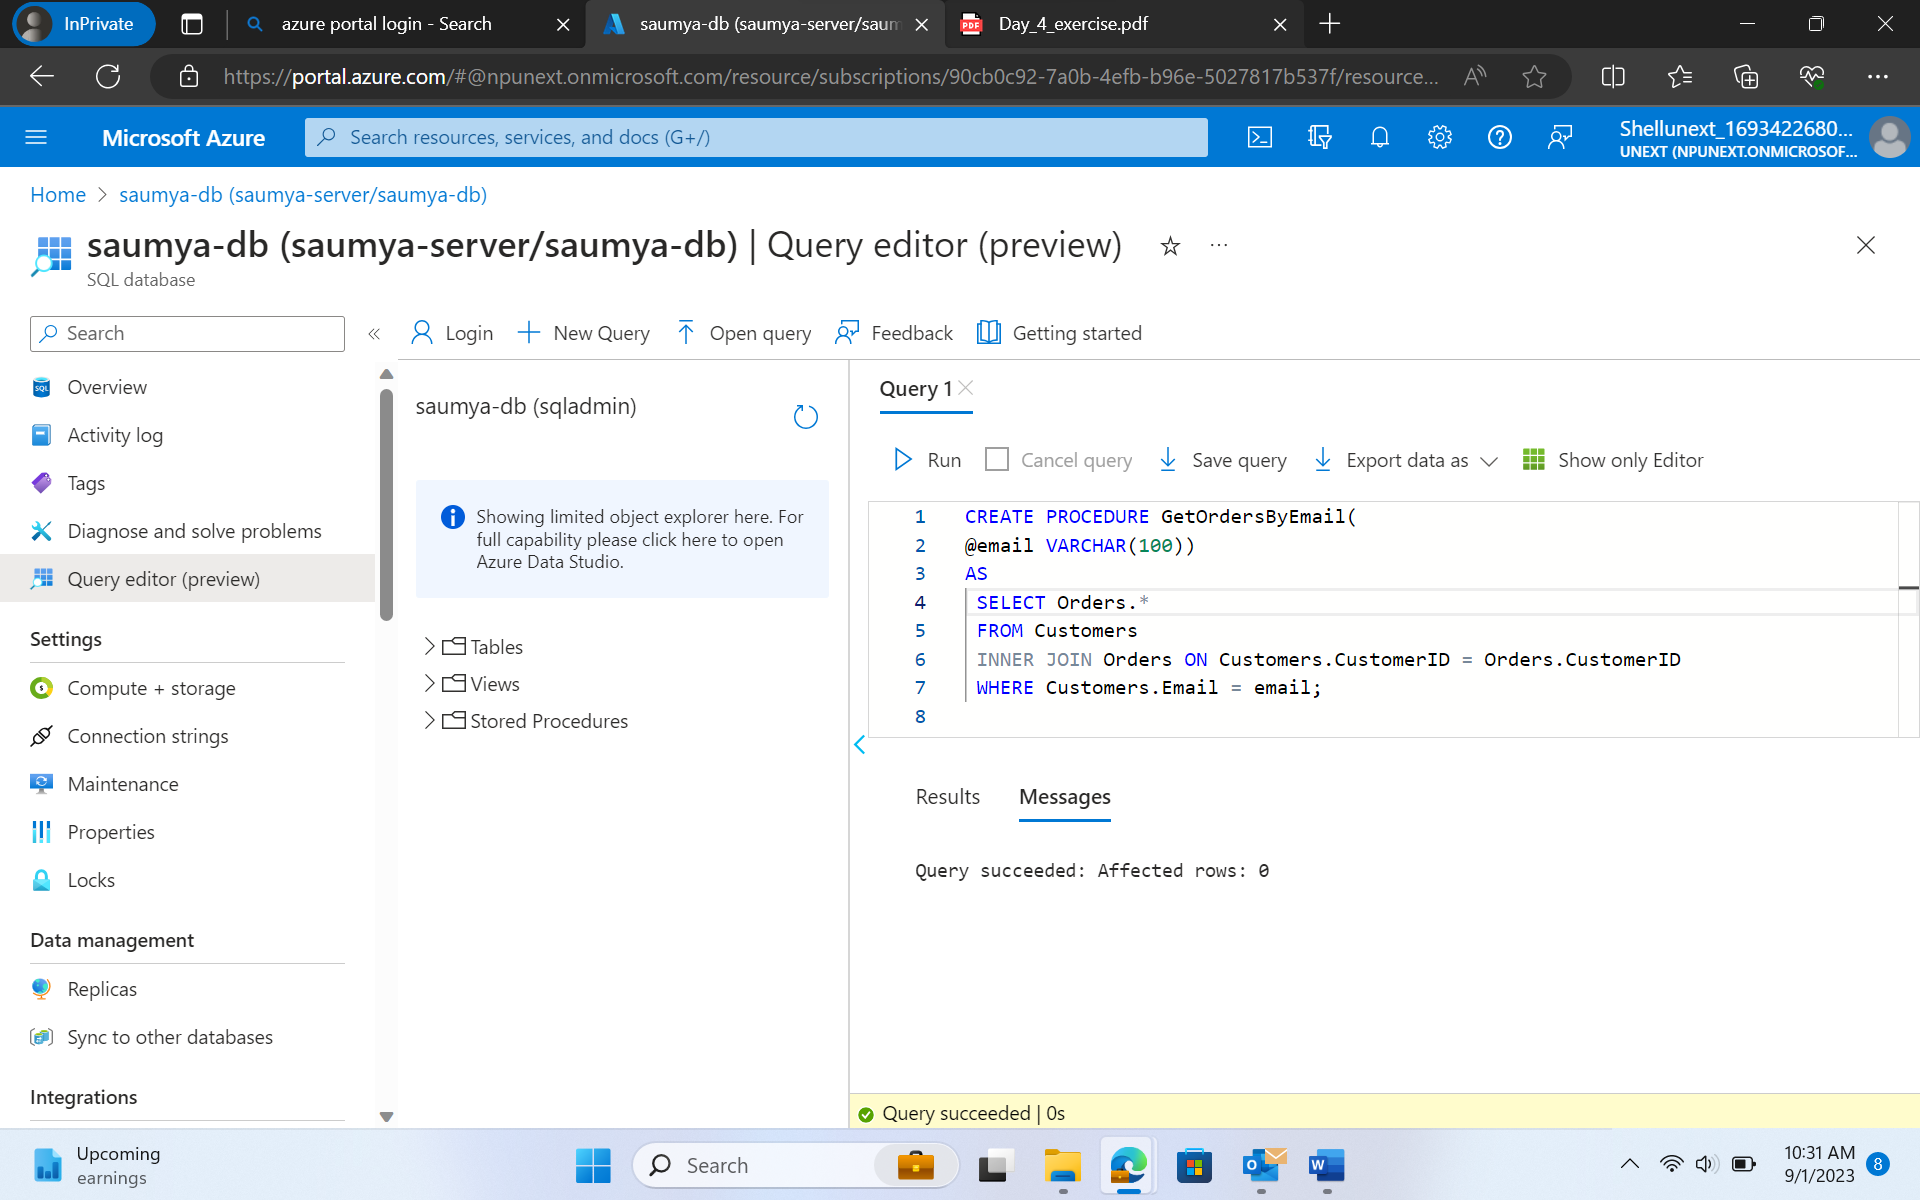 InPrivate
azure portal login - Search
saumya-db (saumya-server/saum
PDF
Day_4_exercise.pdf
https://portal.azure.com/#@npunext.onmicrosoft.com/resource/subscriptions/90cb0c92-7a0b-4efb-b96e-5027817b537f/resource...
Microsoft Azure
Search resources, services, and docs (G+/)
Shellunext_1693422680...
UNEXT (NPUNEXT.ONMICROSOF...
Home > saumya-db (saumya-server/saumya-db)
saumya-db (saumya-server/saumya-db) | Query editor (preview)
SQL database
Search
Login
New Query
Open query
Feedback
Getting started
Overview
Activity log
Tags
Diagnose and solve problems
Query editor (preview)
Settings
Compute + storage
Connection strings
Maintenance
Properties
Locks
Data management
Replicas
Sync to other databases
Integrations
saumya-db (sqladmin)
Showing limited object explorer here. For
full capability please click here to open
Azure Data Studio.
Tables
Views
Stored Procedures
Query 1
Run
Cancel query
Save query
Export data as
Show only Editor
1 CREATE PROCEDURE GetOrdersByEmail(
2 @email VARCHAR(100))
3 AS
4 SELECT Orders.*
5 FROM Customers
6 INNER JOIN Orders ON Customers.CustomerID = Orders.CustomerID
7 WHERE Customers.Email = email;
8
Results
Messages
Query succeeded: Affected rows: 0
Query succeeded | 0s
Upcoming
earnings
Search
10:31 AM
9/1/2023
8